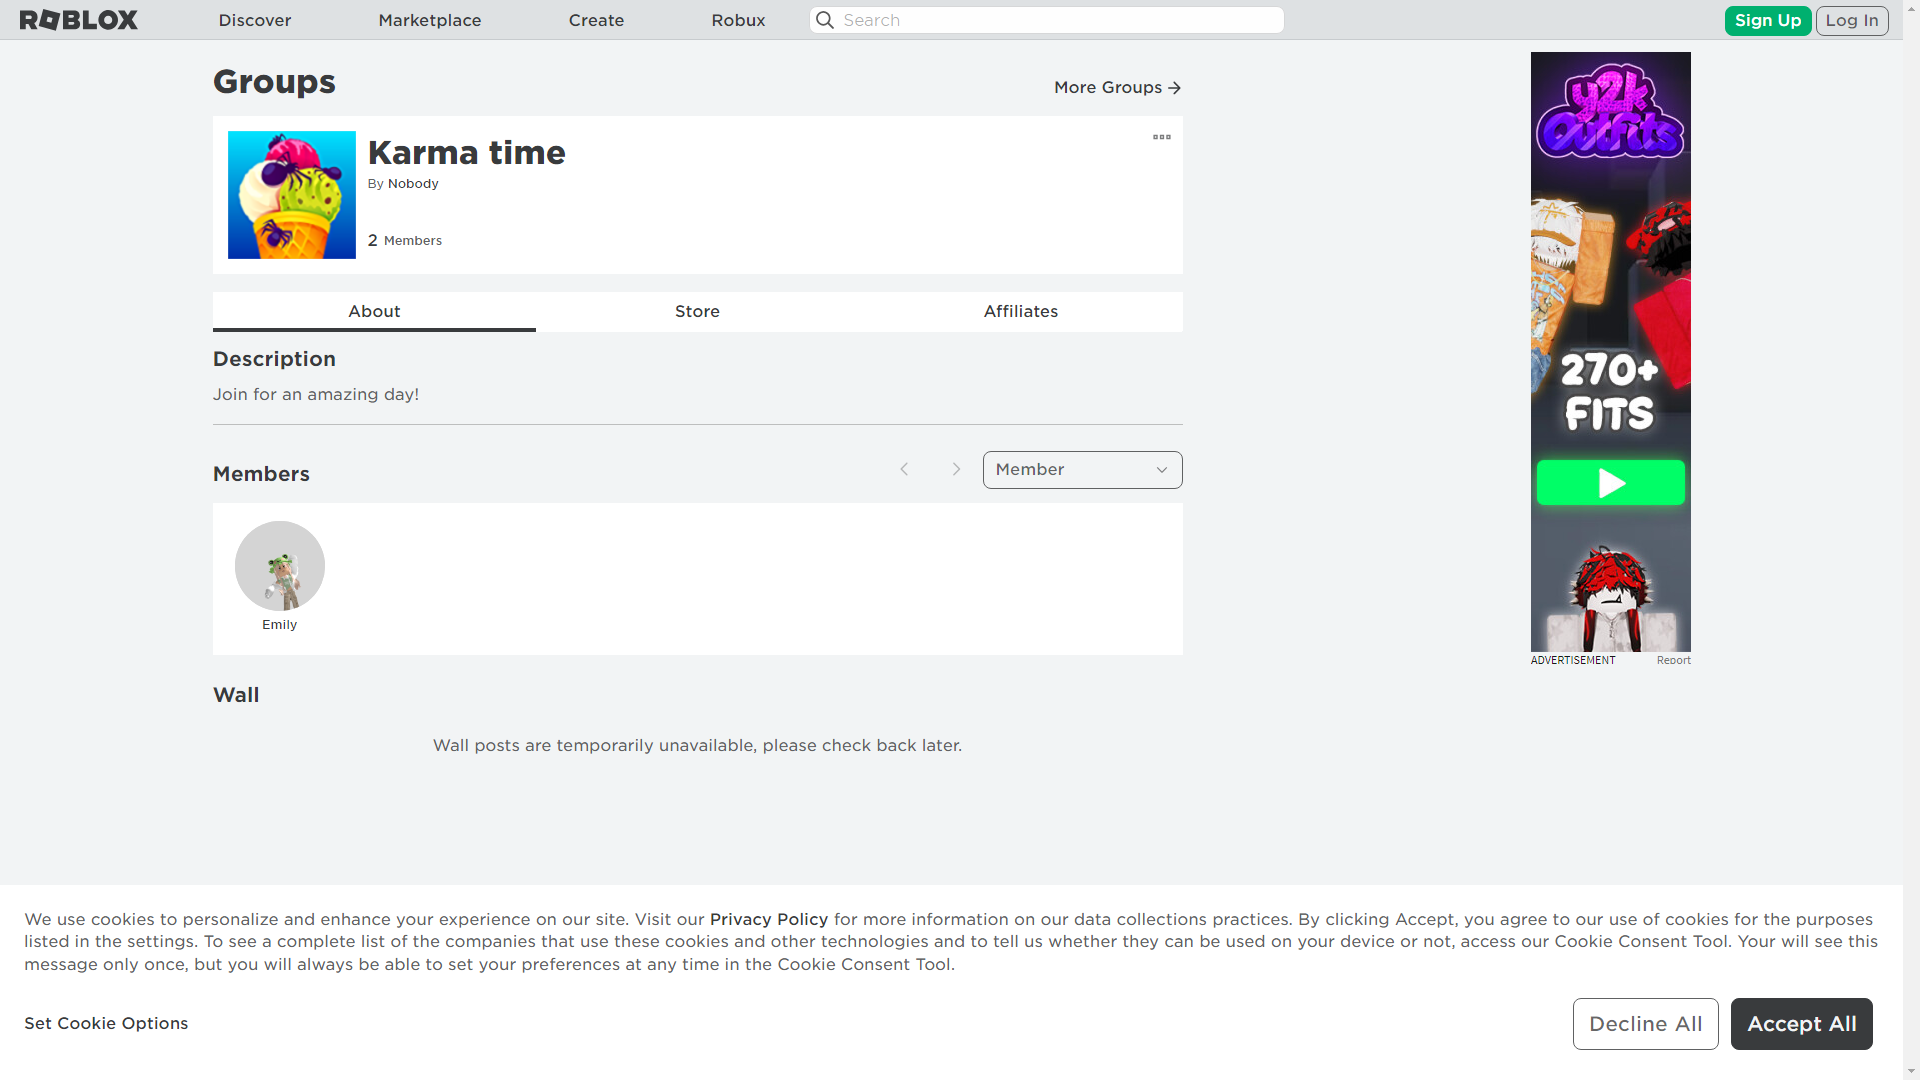 ROBLOX
Discover
Marketplace
Create
Robux
Search
Sign Up
Log In
Groups
More Groups
Karma time
By Nobody
2 Members
About
Store
Affiliates
Description
Join for an amazing day!
Members
Member
Emily
Wall
Wall posts are temporarily unavailable, please check back later.
y2k
Outfits
270+
FITS
ADVERTISEMENT
Report
We use cookies to personalize and enhance your experience on our site. Visit our Privacy Policy for more information on our data collections practices. By clicking Accept, you agree to our use of cookies for the purposes
listed in the settings. To see a complete list of the companies that use these cookies and other technologies and to tell us whether they can be used on your device or not, access our Cookie Consent Tool. Your will see this
message only once, but you will always be able to set your preferences at any time in the Cookie Consent Tool.
Set Cookie Options
Decline All
Accept All